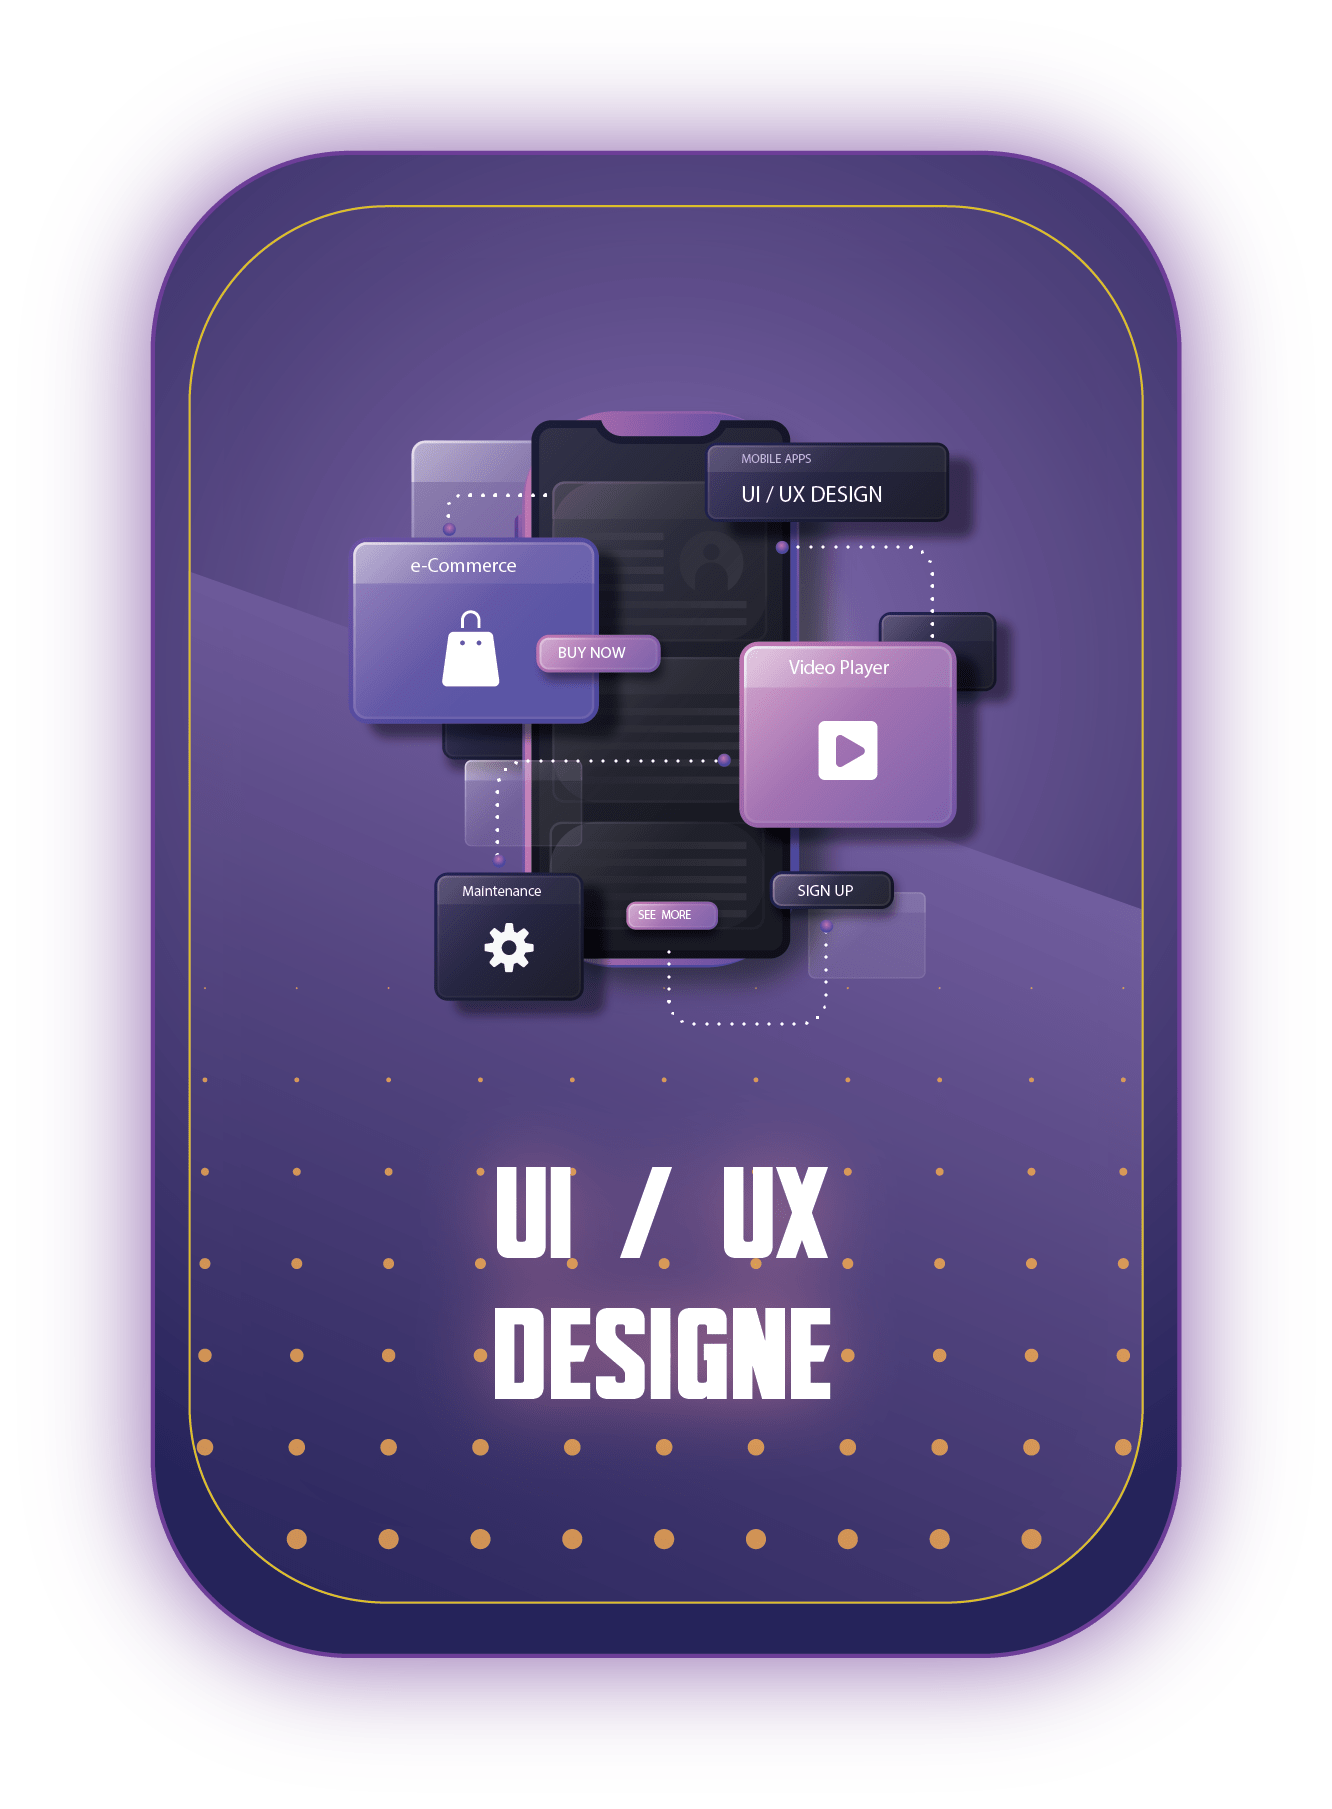 MOBILE APPS
UI / UX DESIGN
e-Commerce
BUY NOW
Video Player
Maintenance
SIGN UP
SEE MORE
UI / UX
DESIGNE